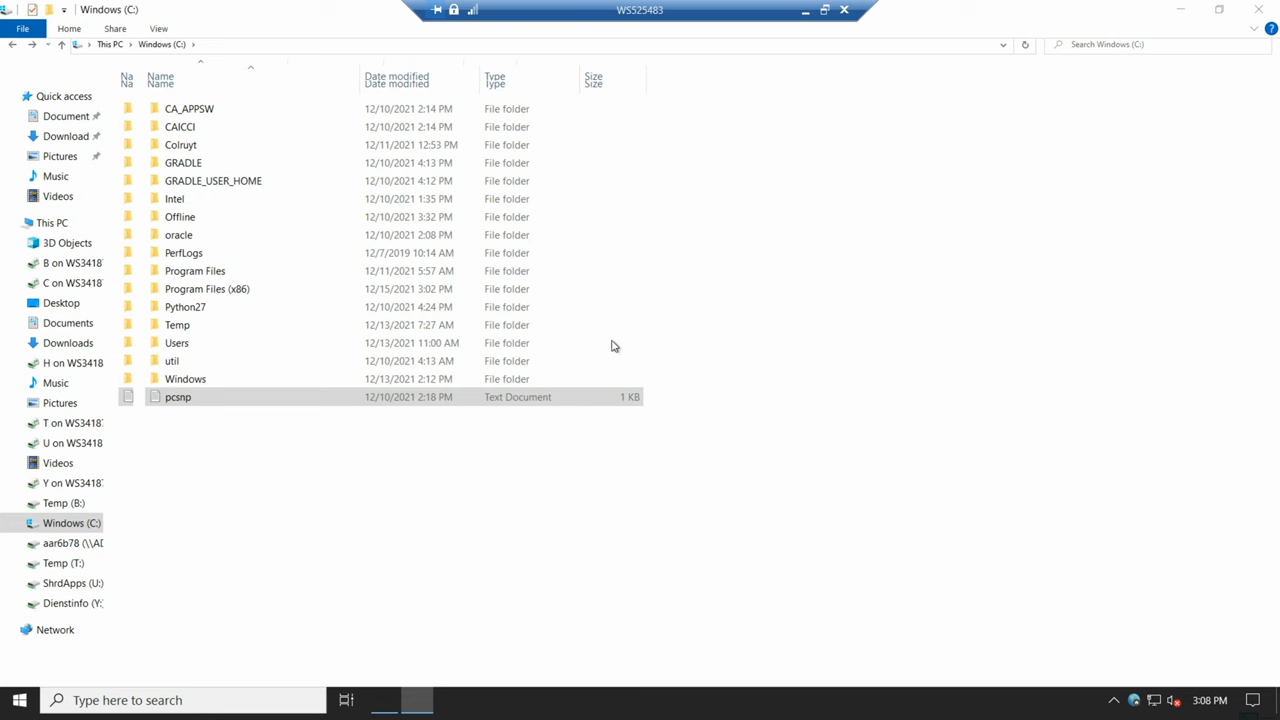 Windows (C:)
WS525483
File Home Share View
This PC > Windows (C:) >
Search Windows (C:)
Na Name Date modified Type Size
Na Name Date modified Type Size
CA_APPSW 12/10/2021 2:14 PM File folder
CAICCI 12/10/2021 2:14 PM File folder
Colruyt 12/11/2021 12:53 PM File folder
GRADLE 12/10/2021 4:13 PM File folder
GRADLE_USER_HOME 12/10/2021 4:12 PM File folder
Intel 12/10/2021 1:35 PM File folder
Offline 12/10/2021 3:32 PM File folder
oracle 12/10/2021 2:08 PM File folder
PerfLogs 12/7/2019 10:14 AM File folder
Program Files 12/11/2021 5:57 AM File folder
Program Files (x86) 12/15/2021 3:02 PM File folder
Python27 12/10/2021 4:24 PM File folder
Temp 12/13/2021 7:27 AM File folder
Users 12/13/2021 11:00 AM File folder
util 12/10/2021 4:13 AM File folder
Windows 12/13/2021 2:12 PM File folder
pcsnp 12/10/2021 2:18 PM Text Document 1 KB
Quick access
Document
Download
Pictures
Music
Videos
This PC
3D Objects
B on WS3418
C on WS3418
Desktop
Documents
Downloads
H on WS3418
Music
Pictures
T on WS3418
U on WS3418
Videos
Y on WS3418
Temp (B:)
Windows (C:)
aar6b78 (\\AD
Temp (T:)
ShrdApps (U:)
Dienstinfo (Y:
Network
Type here to search
3:08 PM